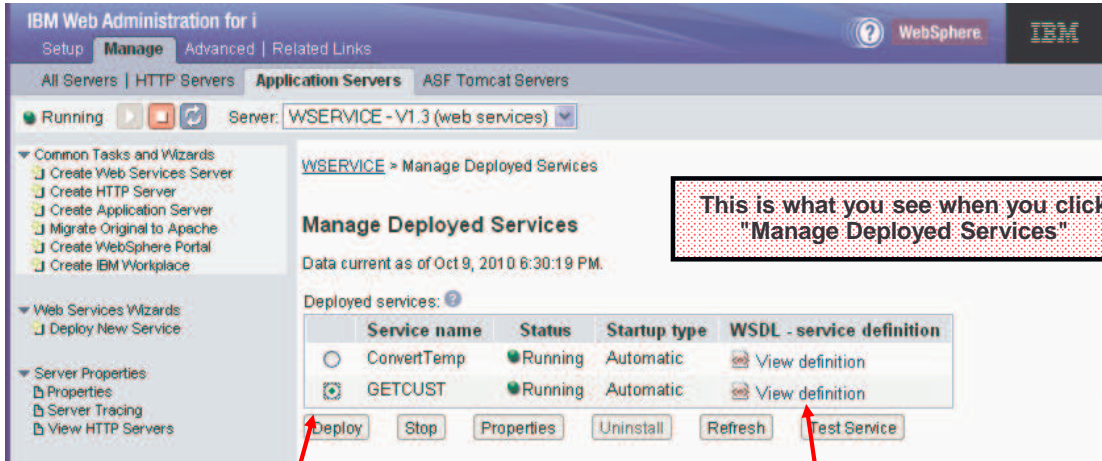 IBM Web Administration for i
Setup Manage Advanced | Related Links
? WebSphere. IBM
All Servers | HTTP Servers Application Servers ASF Tomcat Servers
Running Server: WSERVICE - V1.3 (web services)
Common Tasks and Wizards
Create Web Services Server
Create HTTP Server
Create Application Server
Migrate Original to Apache
Create WebSphere Portal
Create IBM Workplace
Web Services Wizards
Deploy New Service
Server Properties
Properties
Server Tracing
View HTTP Servers
WSERVICE > Manage Deployed Services
This is what you see when you click
"Manage Deployed Services"
Manage Deployed Services
Data current as of Oct 9, 2010 6:30:19 PM.
Deployed services: ?
Service name Status Startup type WSDL - service definition
ConvertTemp Running Automatic View definition
GETCUST Running Automatic View definition
Deploy Stop Properties Uninstall Refresh Test Service